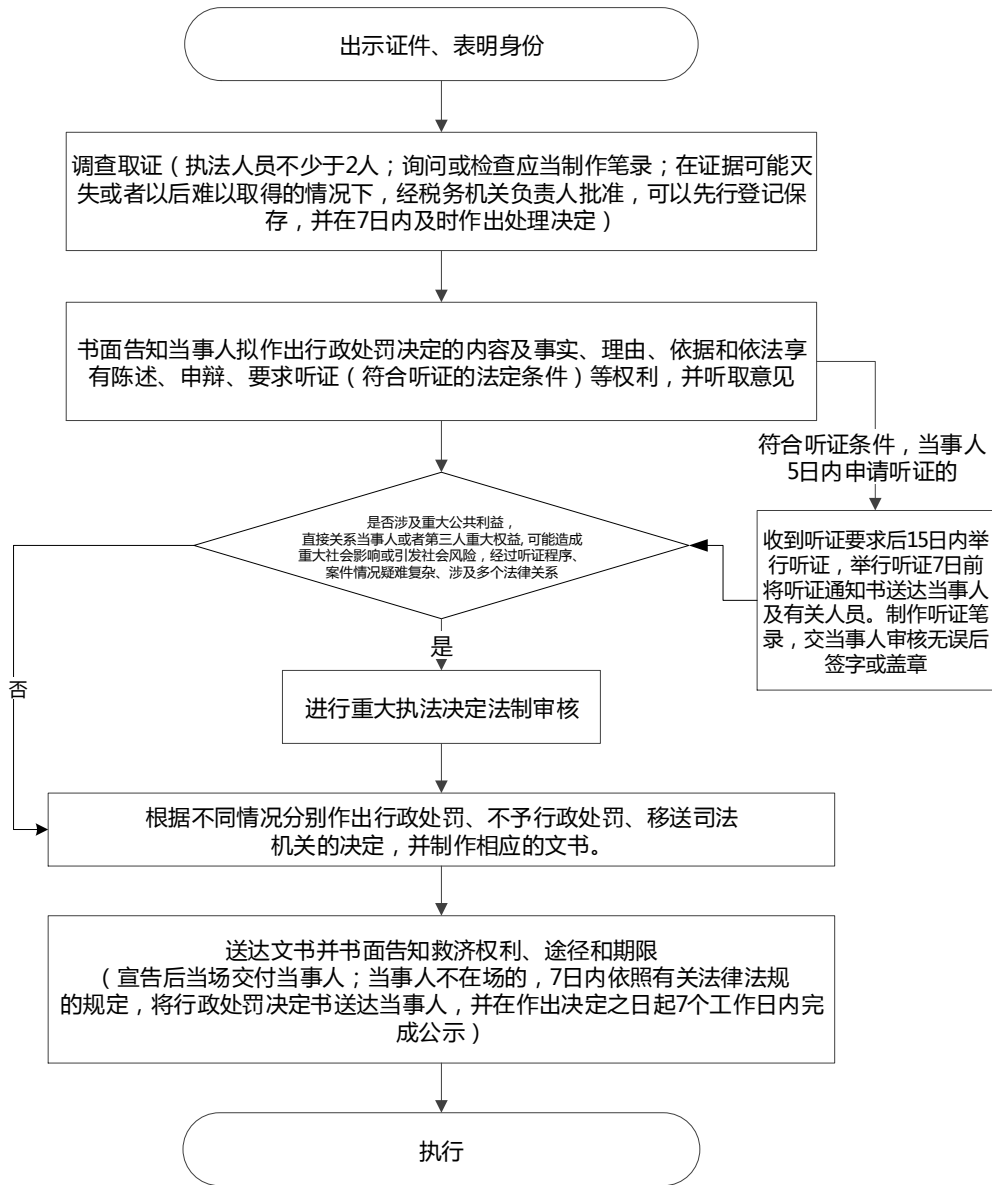 出示证件、表明身份
调查取证（执法人员不少于2人；询问或检查应当制作笔录；在证据可能灭
失或者以后难以取得的情况下，经税务机关负责人批准，可以先行登记保
存，并在7日内及时作出处理决定）
书面告知当事人拟作出行政处罚决定的内容及事实、理由、依据和依法享
有陈述、申辩、要求听证（符合听证的法定条件）等权利，并听取意见
符合听证条件，当事人
5日内申请听证的
收到听证要求后15日内举
行听证，举行听证7日前
将听证通知书送达当事人
及有关人员。制作听证笔
录，交当事人审核无误后
签字或盖章
是否涉及重大公共利益，
直接关系当事人或者第三人重大权益, 可能造成
重大社会影响或引发社会风险，经过听证程序、
案件情况疑难复杂、涉及多个法律关系
是
否
进行重大执法决定法制审核
根据不同情况分别作出行政处罚、不予行政处罚、移送司法
机关的决定，并制作相应的文书。
送达文书并书面告知救济权利、途径和期限
（宣告后当场交付当事人；当事人不在场的，7日内依照有关法律法规
的规定，将行政处罚决定书送达当事人，并在作出决定之日起7个工作日内完
成公示）
执行